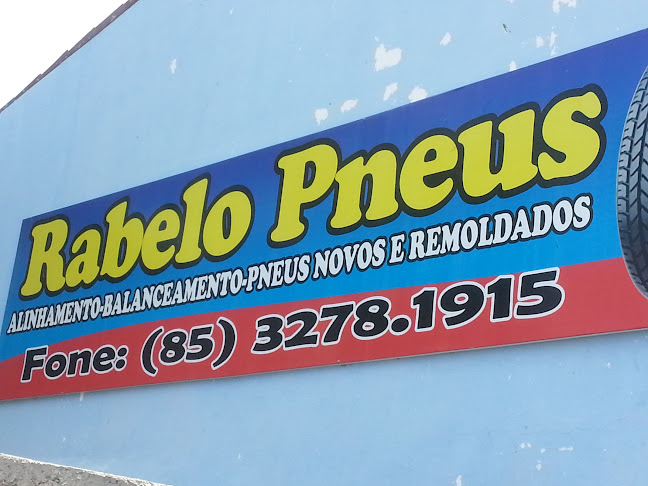 Rabelo Pneus
ALINHAMENTO-BALANCEAMENTO-PNEUS NOVOS E REMOLDADOS
Fone: (85) 3278.1915